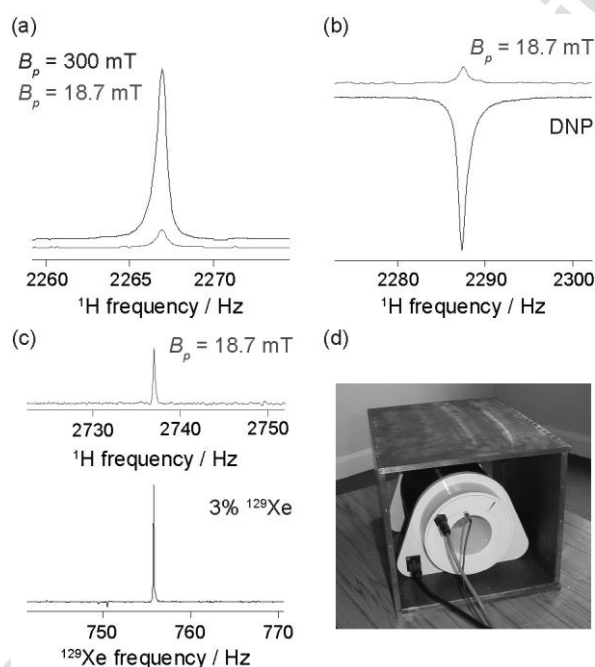 (a)
B_p = 300 mT
B_p = 18.7 mT
2260 2265 2270
¹H frequency / Hz
(b)
B_p = 18.7 mT
DNP
2280 2290 2300
¹H frequency / Hz
(c)
B_p = 18.7 mT
2730 2740 2750
¹H frequency / Hz
3% ¹²⁹Xe
750 760 770
¹²⁹Xe frequency / Hz
(d)